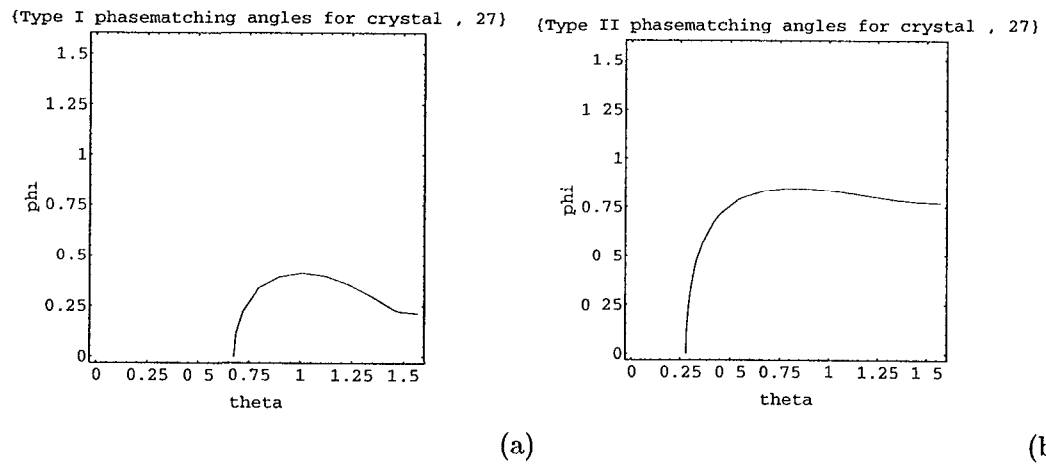 {Type I phasematching angles for crystal , 27}
1.5
1.25
1
phi
0.75
0 5
0.25
0
0 0.25 0 5 0.75 1 1.25 1.5
theta
(a)
{Type II phasematching angles for crystal , 27}
1.5
1 25
1
phi
0.75
0 5
0 25
0
0 0.25 0 5 0.75 1 1.25 1 5
theta
(b